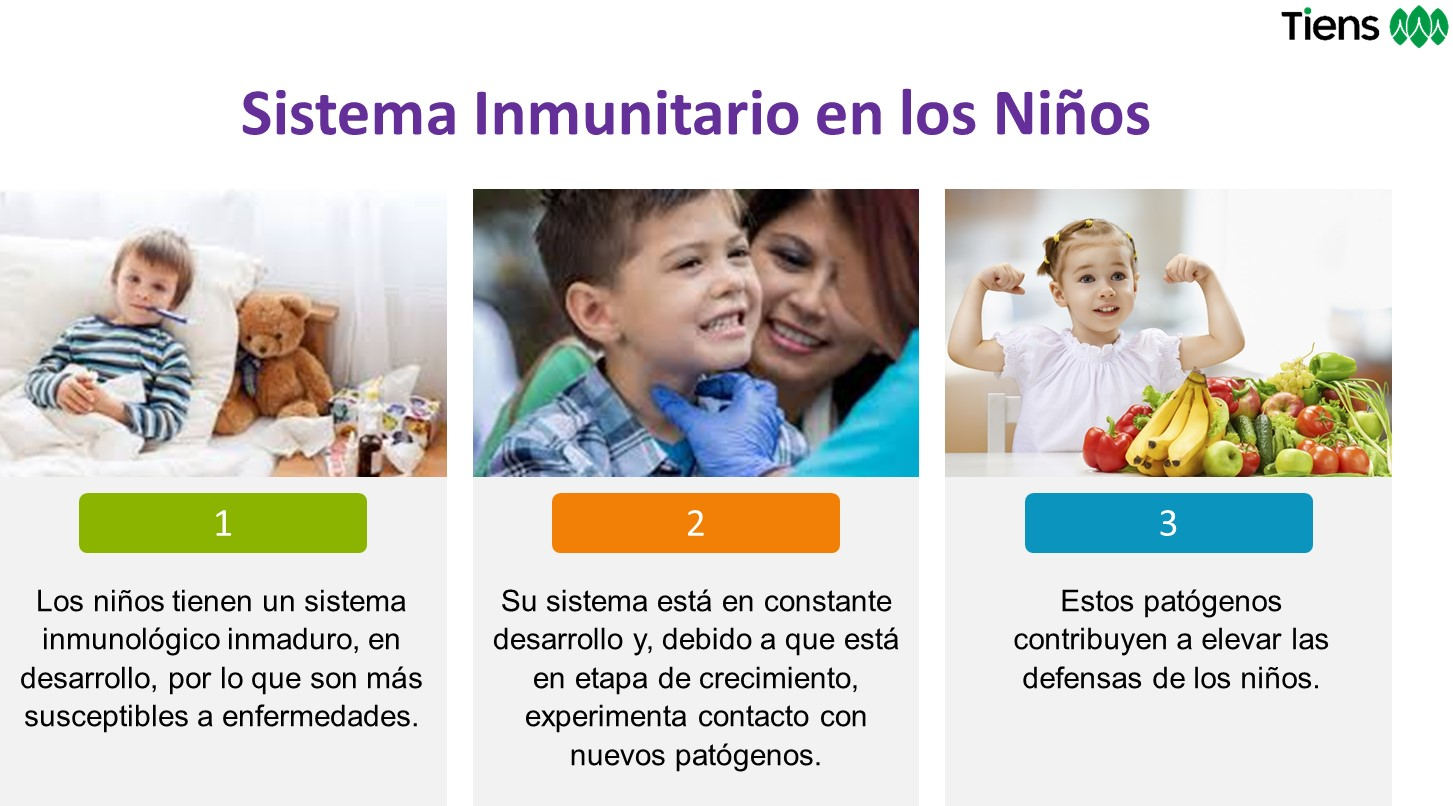 Tiens
Sistema Inmunitario en los Niños
1
Los niños tienen un sistema
inmunológico inmaduro, en
desarrollo, por lo que son más
susceptibles a enfermedades.
2
Su sistema está en constante
desarrollo y, debido a que está
en etapa de crecimiento,
experimenta contacto con
nuevos patógenos.
3
Estos patógenos
contribuyen a elevar las
defensas de los niños.